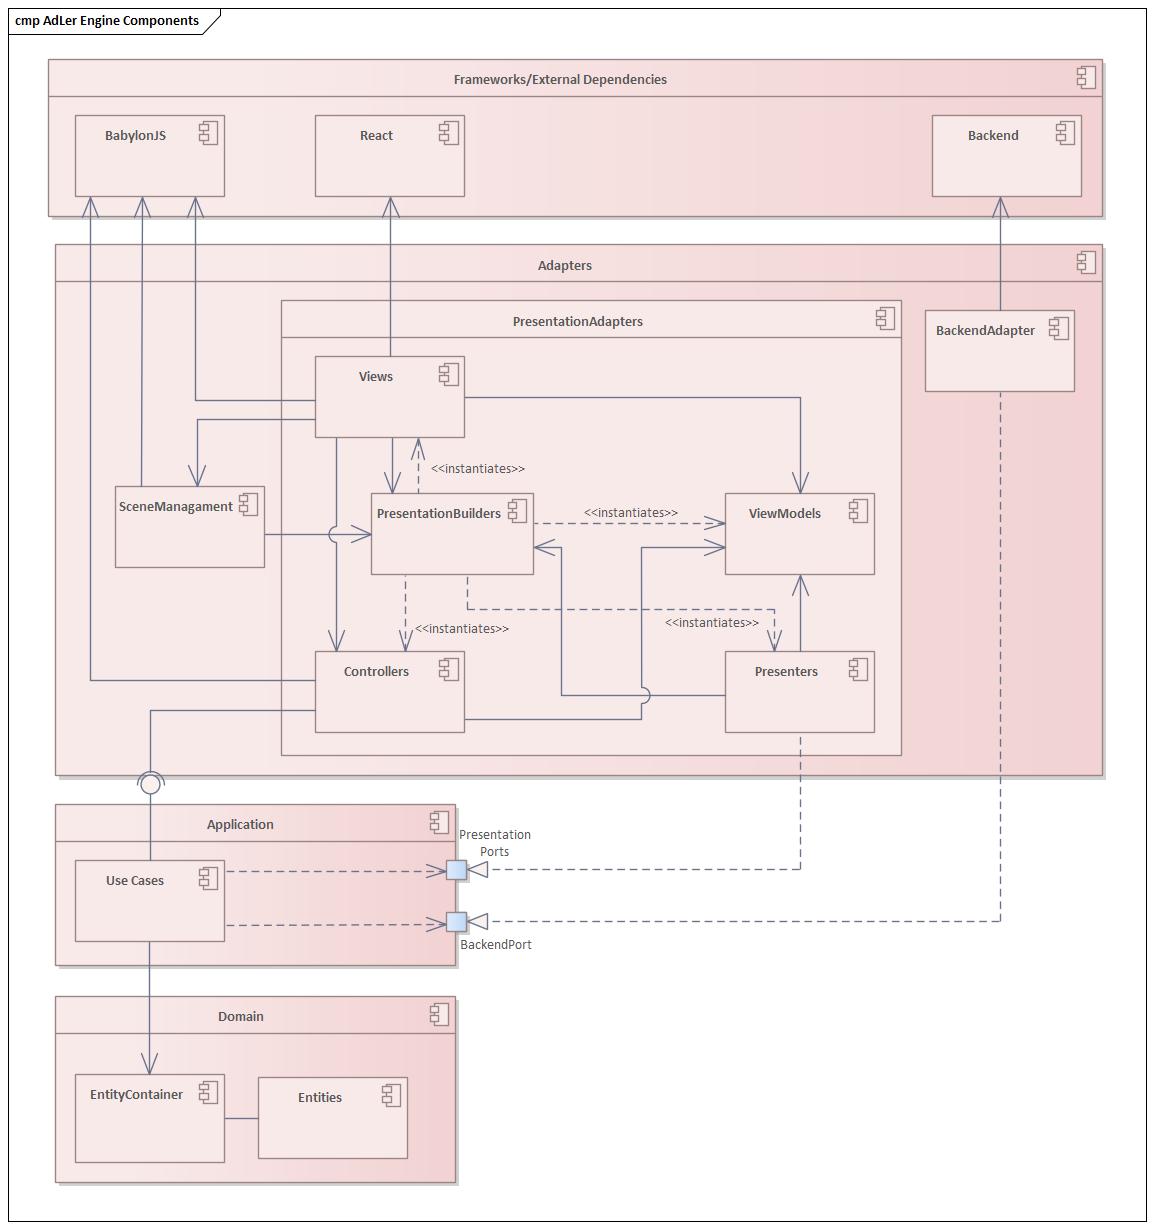 cmp AdLer Engine Components
Frameworks/External Dependencies
BabylonJS
React
Backend
Adapters
PresentationAdapters
BackendAdapter
Views
<<instantiates>>
SceneManagament
PresentationBuilders
<<instantiates>>
ViewModels
<<instantiates>>
<<instantiates>>
Controllers
Presenters
Application
Presentation
Ports
Use Cases
BackendPort
Domain
EntityContainer
Entities